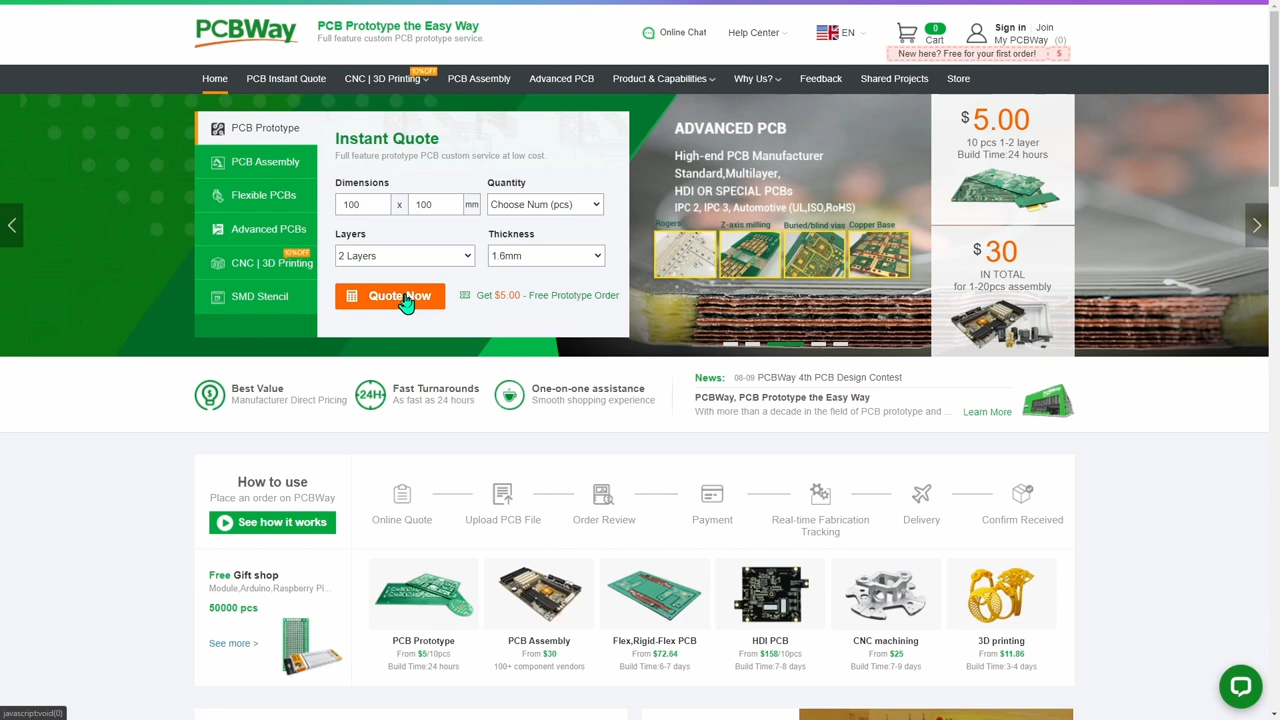 PCBWay
PCB Prototype the Easy Way
Full feature custom PCB prototype service.
Online Chat
Help Center
EN
0
Cart
Sign in
Join
My PCBWay (0)
New here? Free for your first order! $
Home
PCB Instant Quote
CNC | 3D Printing
10%OFF
PCB Assembly
Advanced PCB
Product & Capabilities
Why Us?
Feedback
Shared Projects
Store
PCB Prototype
PCB Assembly
Flexible PCBs
Advanced PCBs
10%OFF
CNC | 3D Printing
SMD Stencil
Instant Quote
Full feature prototype PCB custom service at low cost.
Dimensions
Quantity
100 x 100 mm
Choose Num (pcs)
Layers
Thickness
2 Layers
1.6mm
Quote Now
Get $5.00 - Free Prototype Order
ADVANCED PCB
High-end PCB Manufacturer
Standard,Multilayer,
HDI OR SPECIAL PCBs
IPC 2, IPC 3, Automotive (UL,ISO,RoHS)
Rogers
Z-axis milling
Buried/blind vias
Copper Base
$5.00
10 pcs 1-2 layer
Build Time:24 hours
$30
IN TOTAL
for 1-20pcs assembly
Best Value
Manufacturer Direct Pricing
24H
Fast Turnarounds
As fast as 24 hours
One-on-one assistance
Smooth shopping experience
News: 08-09 PCBWay 4th PCB Design Contest
PCBWay, PCB Prototype the Easy Way
With more than a decade in the field of PCB prototype and ...
Learn More
How to use
Place an order on PCBWay
See how it works
Online Quote
Upload PCB File
Order Review
Payment
Real-time Fabrication
Tracking
Delivery
Confirm Received
Free Gift shop
Module,Arduino,Raspberry Pi...
50000 pcs
See more >
PCB Prototype
From $5/10pcs
Build Time:24 hours
PCB Assembly
From $30
100+ component vendors
Flex,Rigid-Flex PCB
From $72.64
Build Time:6-7 days
HDI PCB
From $158/10pcs
Build Time:7-8 days
CNC machining
From $25
Build Time:7-9 days
3D printing
From $11.86
Build Time:3-4 days
javascript:void(0)